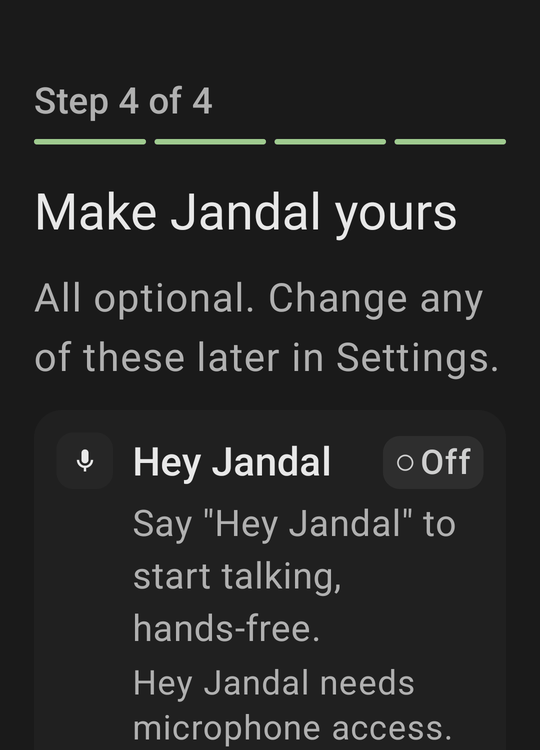 Step 4 of 4
Make Jandal yours
All optional. Change any
of these later in Settings.
Hey Jandal
Off
Say "Hey Jandal" to
start talking,
hands-free.
Hey Jandal needs
microphone access.